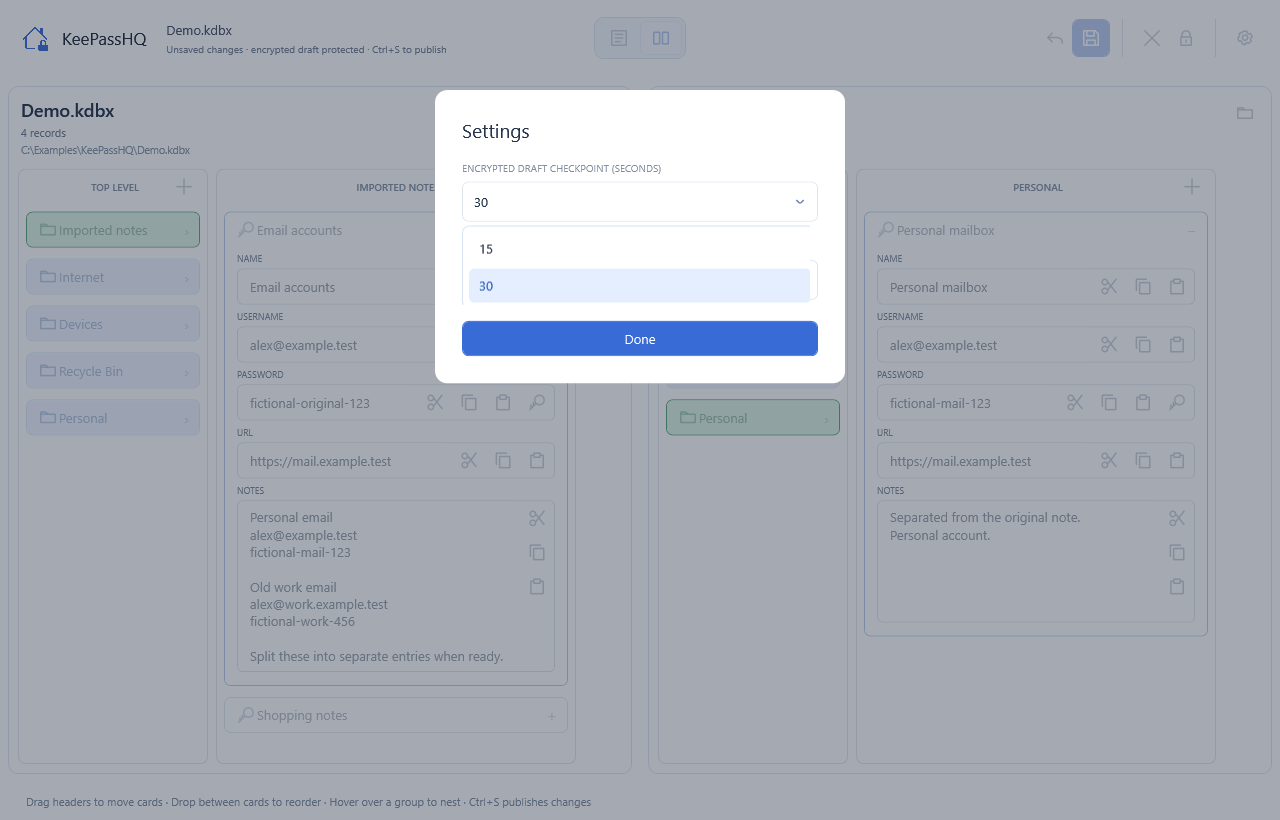 KeePassHQ
Demo.kdbx
Unsaved changes · encrypted draft protected · Ctrl+S to publish
Demo.kdbx
4 records
C:\Examples\KeePassHQ\Demo.kdbx
TOP LEVEL
Imported notes
Internet
Devices
Recycle Bin
Personal
IMPORTED NOTE
Email accounts
NAME
Email accounts
USERNAME
alex@example.test
PASSWORD
fictional-original-123
URL
https://mail.example.test
NOTES
Personal email
alex@example.test
fictional-mail-123
Old work email
alex@work.example.test
fictional-work-456
Split these into separate entries when ready.
Shopping notes
Settings
ENCRYPTED DRAFT CHECKPOINT (SECONDS)
30
15
30
Done
Personal
PERSONAL
Personal mailbox
NAME
Personal mailbox
USERNAME
alex@example.test
PASSWORD
fictional-mail-123
URL
https://mail.example.test
NOTES
Separated from the original note.
Personal account.
Drag headers to move cards · Drop between cards to reorder · Hover over a group to nest · Ctrl+S publishes changes